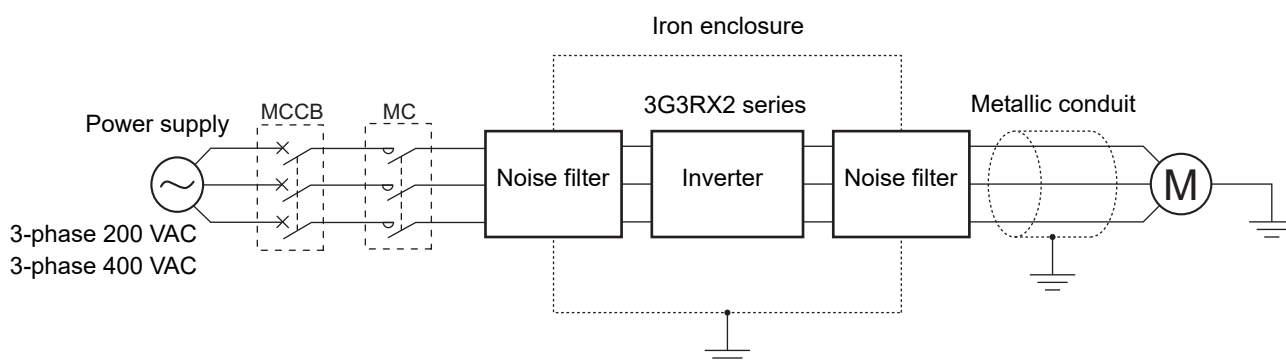 Iron enclosure
Power supply
MCCB
MC
3G3RX2 series
Metallic conduit
Noise filter
Inverter
Noise filter
M
3-phase 200 VAC
3-phase 400 VAC